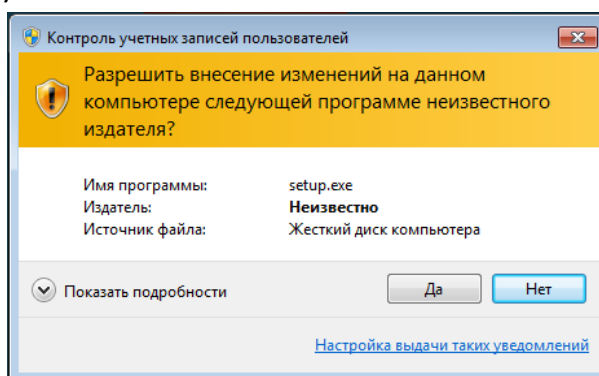 Контроль учетных записей пользователей
Разрешить внесение изменений на данном
компьютере следующей программе неизвестного
издателя?
Имя программы: setup.exe
Издатель: Неизвестно
Источник файла: Жесткий диск компьютера
Показать подробности Да Нет
Настройка выдачи таких уведомлений